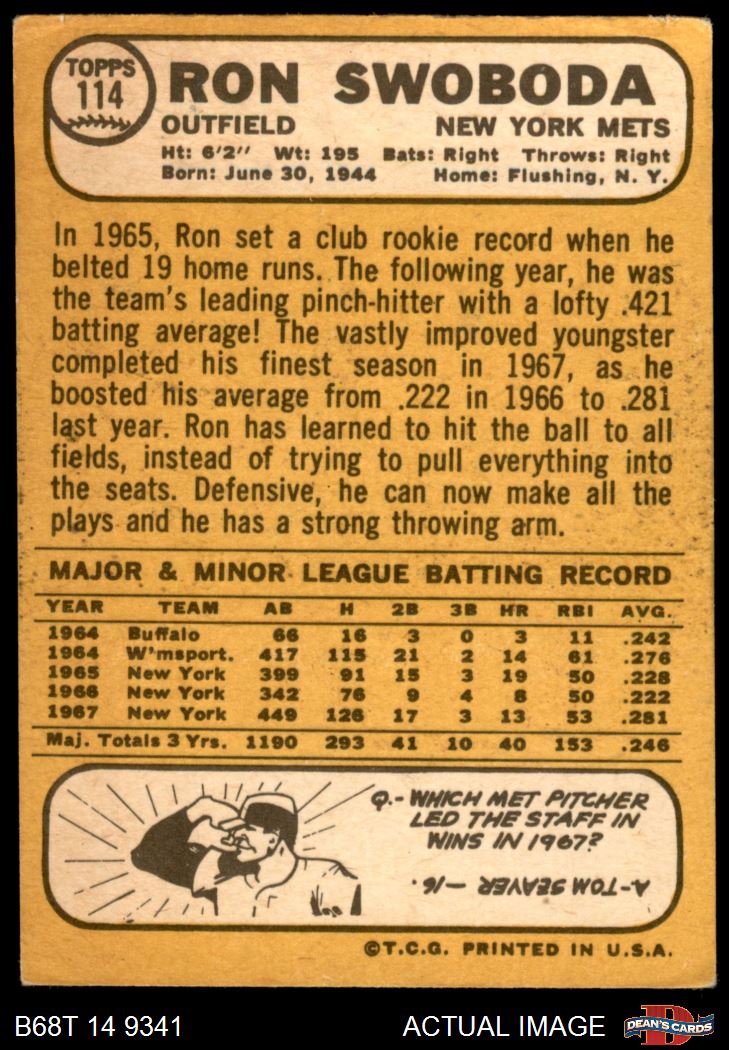 TOPPS
114
RON SWOBODA
OUTFIELD NEW YORK METS
Ht: 6'2" Wt: 195 Bats: Right Throws: Right
Born: June 30, 1944 Home: Flushing, N. Y.
In 1965, Ron set a club rookie record when he
belted 19 home runs. The following year, he was
the team's leading pinch-hitter with a lofty .421
batting average! The vastly improved youngster
completed his finest season in 1967, as he
boosted his average from .222 in 1966 to .281
last year. Ron has learned to hit the ball to all
fields, instead of trying to pull everything into
the seats. Defensive, he can now make all the
plays and he has a strong throwing arm.
MAJOR & MINOR LEAGUE BATTING RECORD
YEAR TEAM AB H 2B 3B HR RBI AVG.
1964 Buffalo 66 16 3 0 3 11 .242
1964 W'msport. 417 115 21 2 14 61 .276
1965 New York 399 91 15 3 19 50 .228
1966 New York 342 76 9 4 8 50 .222
1967 New York 449 126 17 3 13 53 .281
Maj. Totals 3 Yrs. 1190 293 41 10 40 153 .246
Q.- WHICH MET PITCHER
LED THE STAFF IN
WINS IN 1967?
A-TOM SEAVER -16.
©T.C.G. PRINTED IN U.S.A.
B68T 14 9341 ACTUAL IMAGE
D
DEAN'S CARDS